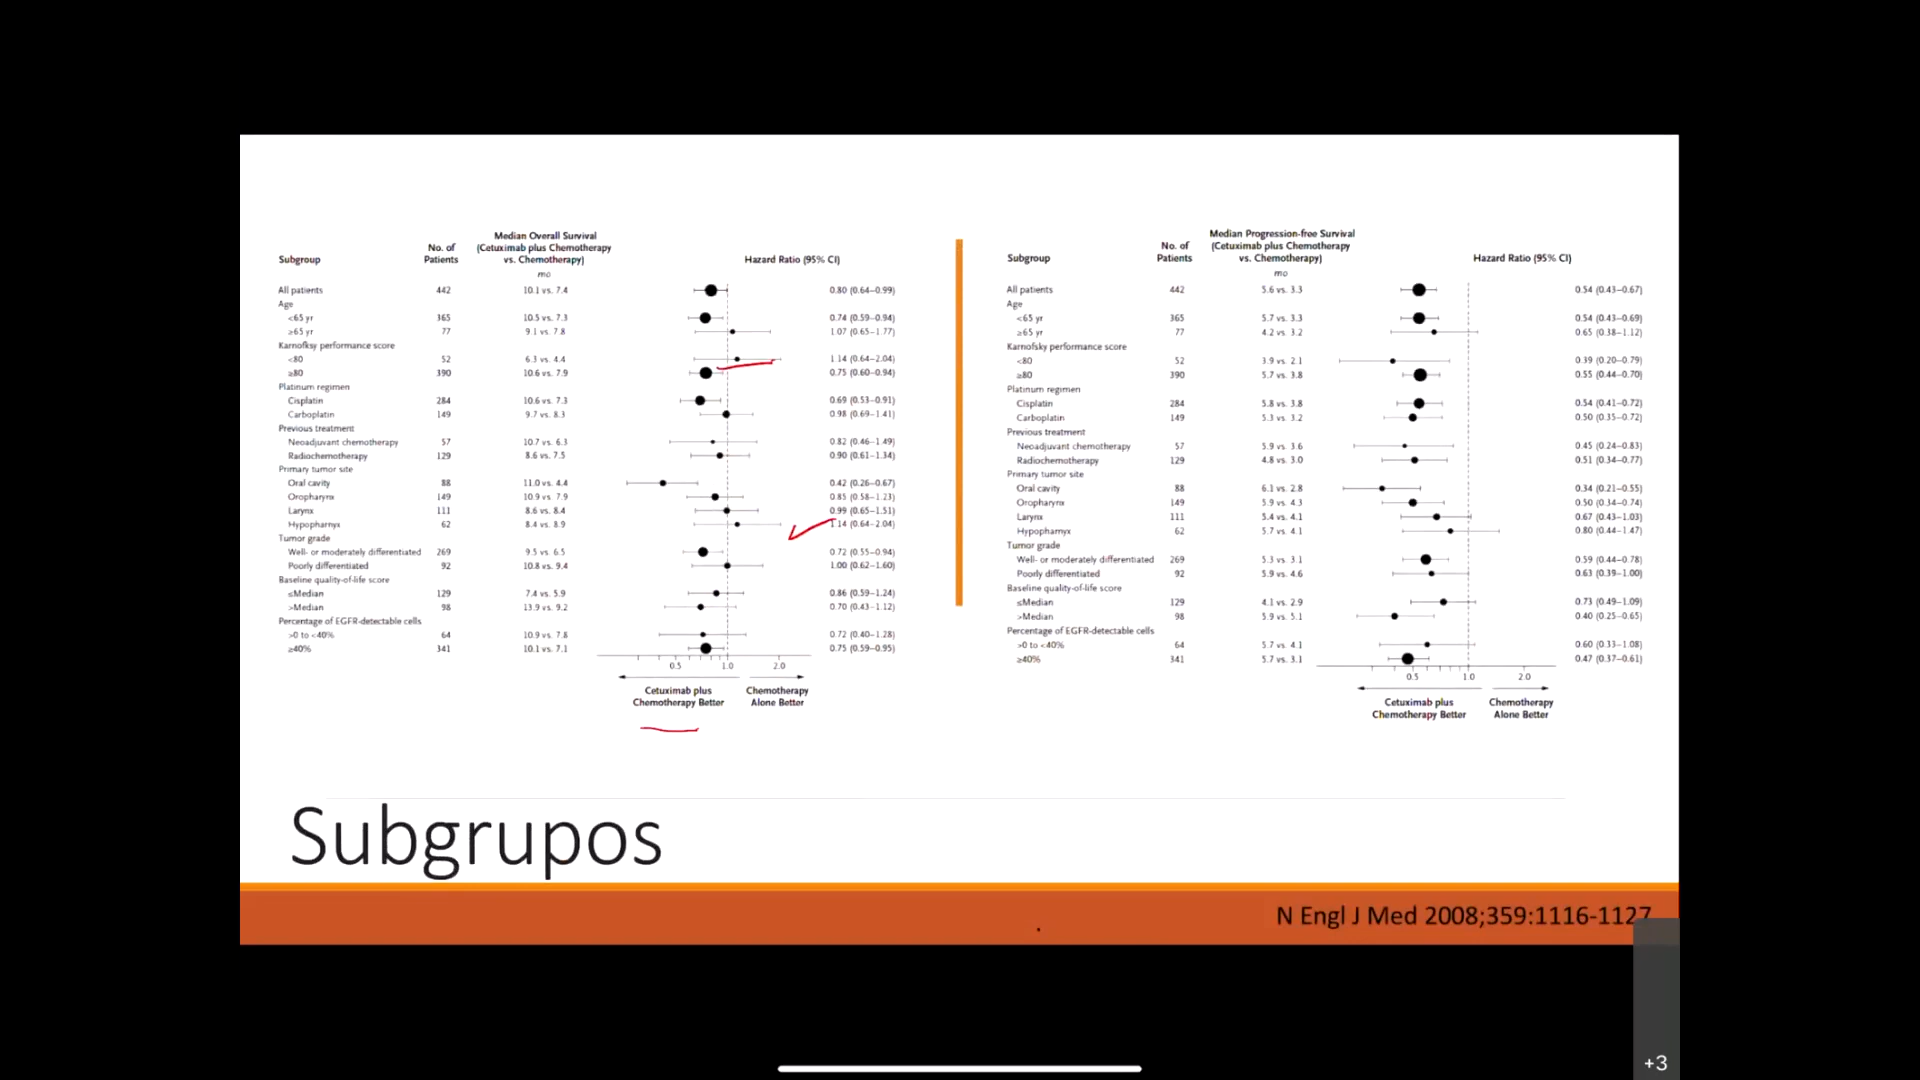 Median Overall Survival
No. of (Cetuximab plus Chemotherapy
Subgroup Patients vs. Chemotherapy) Hazard Ratio (95% CI)
mo
All patients 442 10.1 vs. 7.4 0.80 (0.64–0.99)
Age
<65 yr 365 10.5 vs. 7.3 0.74 (0.59–0.94)
≥65 yr 77 9.1 vs. 7.8 1.07 (0.65–1.77)
Karnofksy performance score
<80 52 6.3 vs. 4.4 1.14 (0.64–2.04)
≥80 390 10.6 vs. 7.9 0.75 (0.60–0.94)
Platinum regimen
Cisplatin 284 10.6 vs. 7.3 0.69 (0.53–0.91)
Carboplatin 149 9.7 vs. 8.3 0.98 (0.69–1.41)
Previous treatment
Neoadjuvant chemotherapy 57 10.7 vs. 6.3 0.82 (0.46–1.49)
Radiochemotherapy 129 8.6 vs. 7.5 0.90 (0.61–1.34)
Primary tumor site
Oral cavity 88 11.0 vs. 4.4 0.42 (0.26–0.67)
Oropharynx 149 10.9 vs. 7.9 0.85 (0.58–1.23)
Larynx 111 8.6 vs. 8.4 0.99 (0.65–1.51)
Hypopharnyx 62 8.4 vs. 8.9 1.14 (0.64–2.04)
Tumor grade
Well- or moderately differentiated 269 9.5 vs. 6.5 0.72 (0.55–0.94)
Poorly differentiated 92 10.8 vs. 9.4 1.00 (0.62–1.60)
Baseline quality-of-life score
≤Median 129 7.4 vs. 5.9 0.86 (0.59–1.24)
>Median 98 13.9 vs. 9.2 0.70 (0.43–1.12)
Percentage of EGFR-detectable cells
>0 to <40% 64 10.9 vs. 7.8 0.72 (0.40–1.28)
≥40% 341 10.1 vs. 7.1 0.75 (0.59–0.95)
0.5 1.0 2.0
Cetuximab plus Chemotherapy
Chemotherapy Better Alone Better
Median Progression-free Survival
No. of (Cetuximab plus Chemotherapy
Subgroup Patients vs. Chemotherapy) Hazard Ratio (95% CI)
mo
All patients 442 5.6 vs. 3.3 0.54 (0.43–0.67)
Age
<65 yr 365 5.7 vs. 3.3 0.54 (0.43–0.69)
≥65 yr 77 4.2 vs. 3.2 0.65 (0.38–1.12)
Karnofsky performance score
<80 52 3.9 vs. 2.1 0.39 (0.20–0.79)
≥80 390 5.7 vs. 3.8 0.55 (0.44–0.70)
Platinum regimen
Cisplatin 284 5.8 vs. 3.8 0.54 (0.41–0.72)
Carboplatin 149 5.3 vs. 3.2 0.50 (0.35–0.72)
Previous treatment
Neoadjuvant chemotherapy 57 5.9 vs. 3.6 0.45 (0.24–0.83)
Radiochemotherapy 129 4.8 vs. 3.0 0.51 (0.34–0.77)
Primary tumor site
Oral cavity 88 6.1 vs. 2.8 0.34 (0.21–0.55)
Oropharynx 149 5.9 vs. 4.3 0.50 (0.34–0.74)
Larynx 111 5.4 vs. 4.1 0.67 (0.43–1.03)
Hypopharnyx 62 5.7 vs. 4.1 0.80 (0.44–1.47)
Tumor grade
Well- or moderately differentiated 269 5.3 vs. 3.1 0.59 (0.44–0.78)
Poorly differentiated 92 5.9 vs. 4.6 0.63 (0.39–1.00)
Baseline quality-of-life score
≤Median 129 4.1 vs. 2.9 0.73 (0.49–1.09)
>Median 98 5.9 vs. 5.1 0.40 (0.25–0.65)
Percentage of EGFR-detectable cells
>0 to <40% 64 5.7 vs. 4.1 0.60 (0.33–1.08)
≥40% 341 5.7 vs. 3.1 0.47 (0.37–0.61)
0.5 1.0 2.0
Cetuximab plus Chemotherapy
Chemotherapy Better Alone Better
Subgrupos
N Engl J Med 2008;359:1116-1127
+3